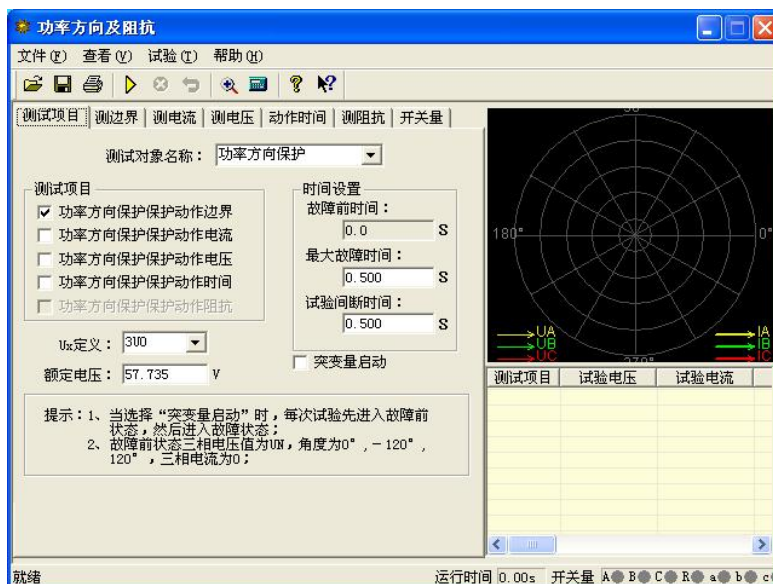 功率方向及阻抗
文件(F) 查看(V) 试验(T) 帮助(H)
测试项目 测边界 测电流 测电压 动作时间 测阻抗 开关量
测试对象名称： 功率方向保护
测试项目
功率方向保护保护动作边界
功率方向保护保护动作电流
功率方向保护保护动作电压
功率方向保护保护动作时间
功率方向保护保护动作阻抗
时间设置
故障前时间：
0.0 S
最大故障时间：
0.500 S
试验间断时间：
0.500 S
Ux定义： 3U0
突变量启动
额定电压： 57.735 V
提示：1、当选择“突变量启动”时，每次试验先进入故障前
状态，然后进入故障状态；
2、故障前状态三相电压值为UN，角度为0°,－120°,
120°，三相电流为0；
180° 0°
UA IA
UB IB
UC IC
270°
测试项目 试验电压 试验电流
就绪 运行时间 0.00s 开关量 A B C R a b c